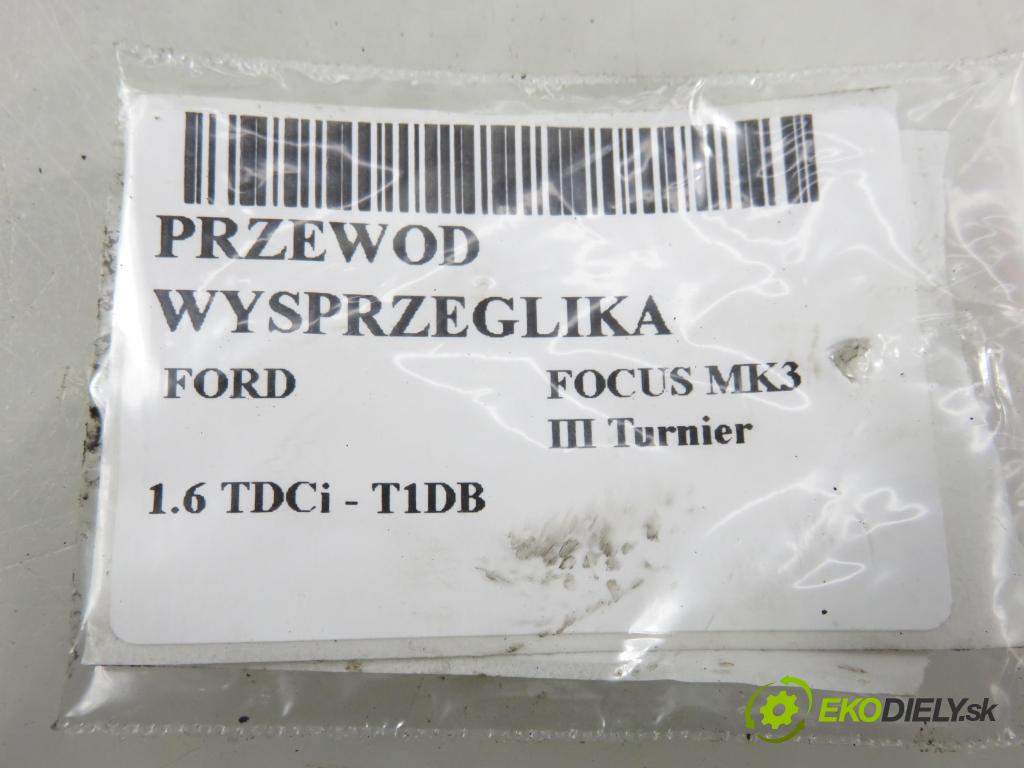 PRZEWOD
WYSPRZEGLIKA
FORD FOCUS MK3
III Turnier
1.6 TDCi - T1DB
EKODIELY.sk